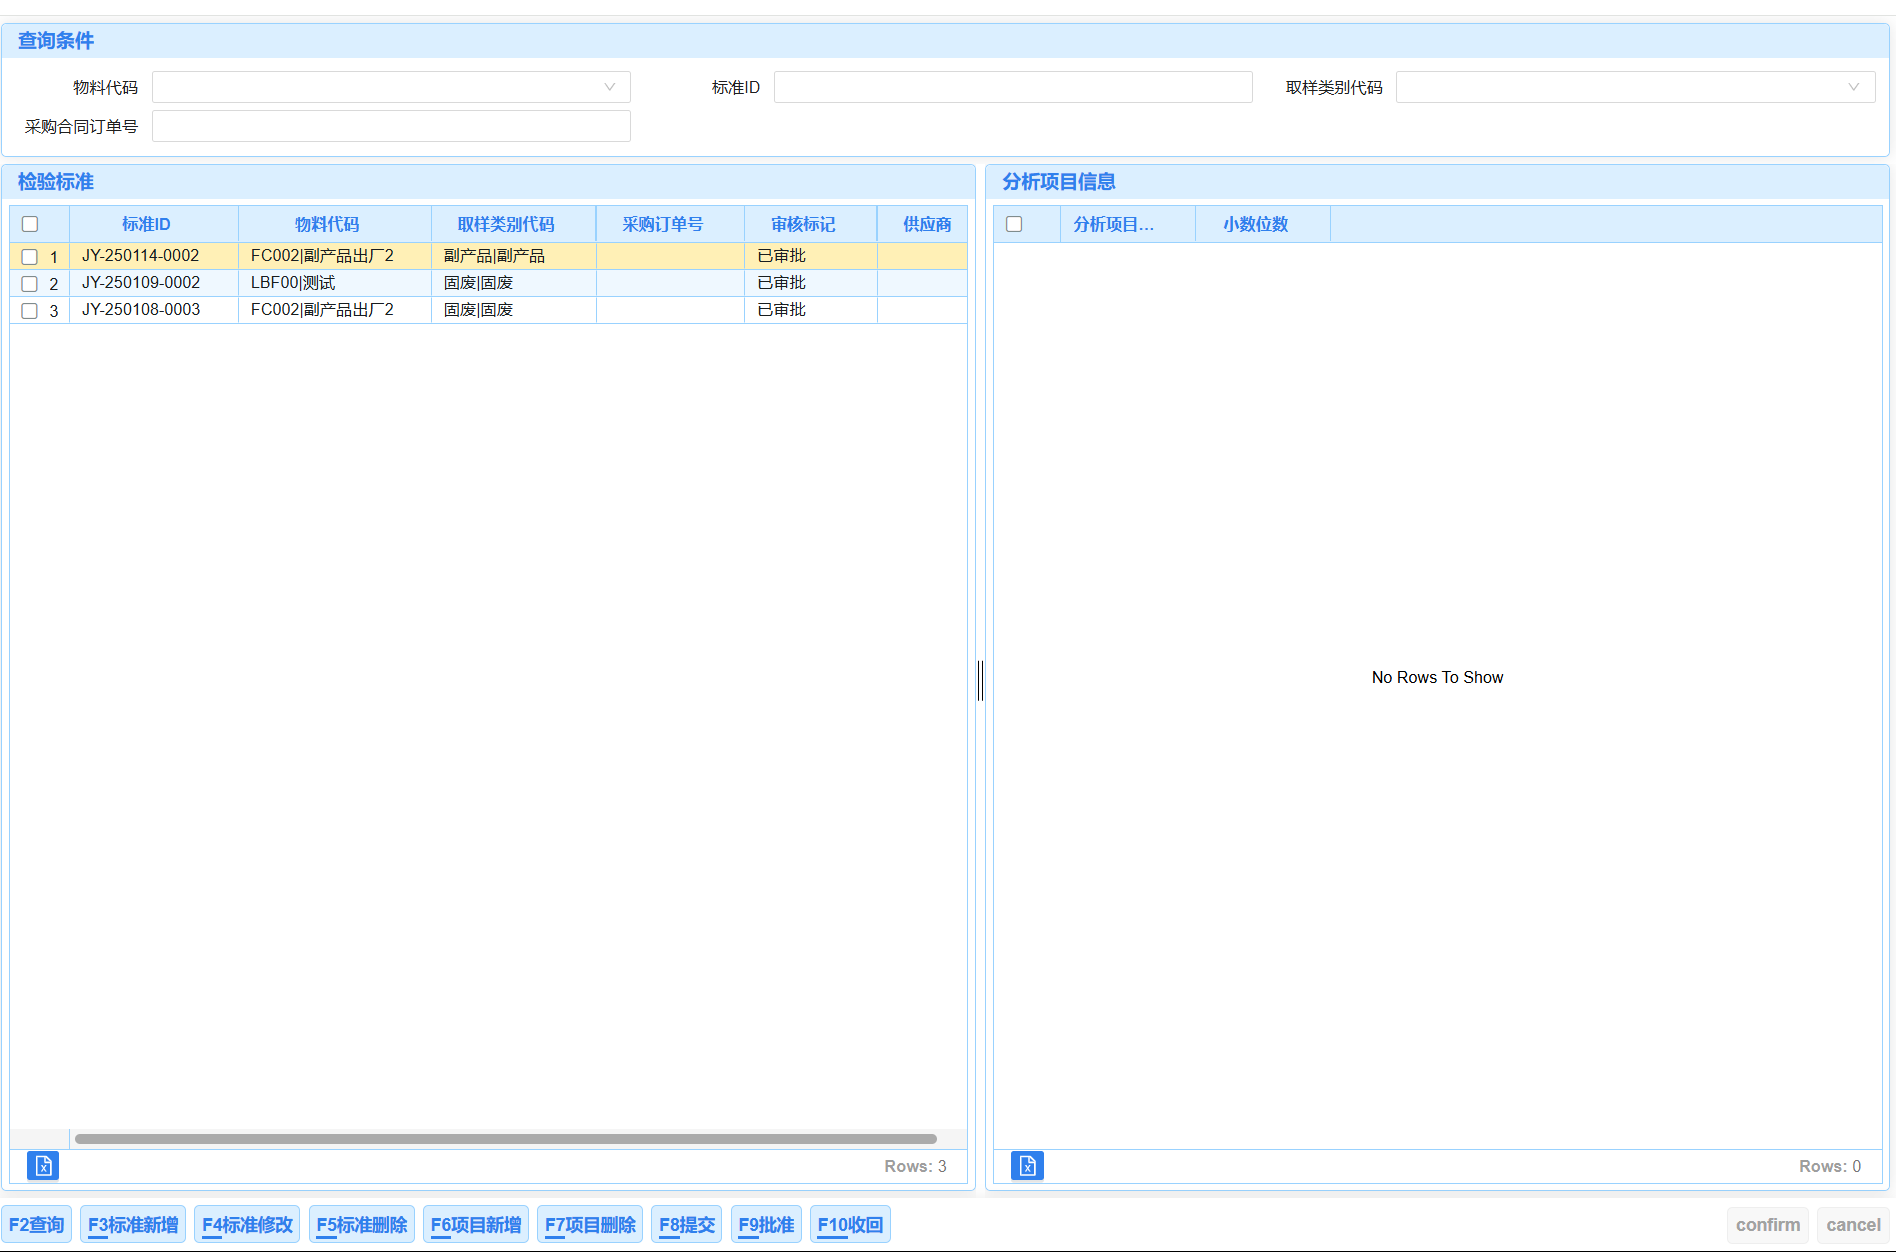 查询条件
物料代码 标准ID 取样类别代码
采购合同订单号
检验标准
标准ID 物料代码 取样类别代码 采购订单号 审核标记 供应商
1 JY-250114-0002 FC002|副产品出厂2 副产品|副产品 已审批
2 JY-250109-0002 LBF00|测试 固废|固废 已审批
3 JY-250108-0003 FC002|副产品出厂2 固废|固废 已审批
Rows: 3
分析项目信息
分析项目... 小数位数
No Rows To Show
Rows: 0
F2查询 F3标准新增 F4标准修改 F5标准删除 F6项目新增 F7项目删除 F8提交 F9批准 F10收回 confirm cancel